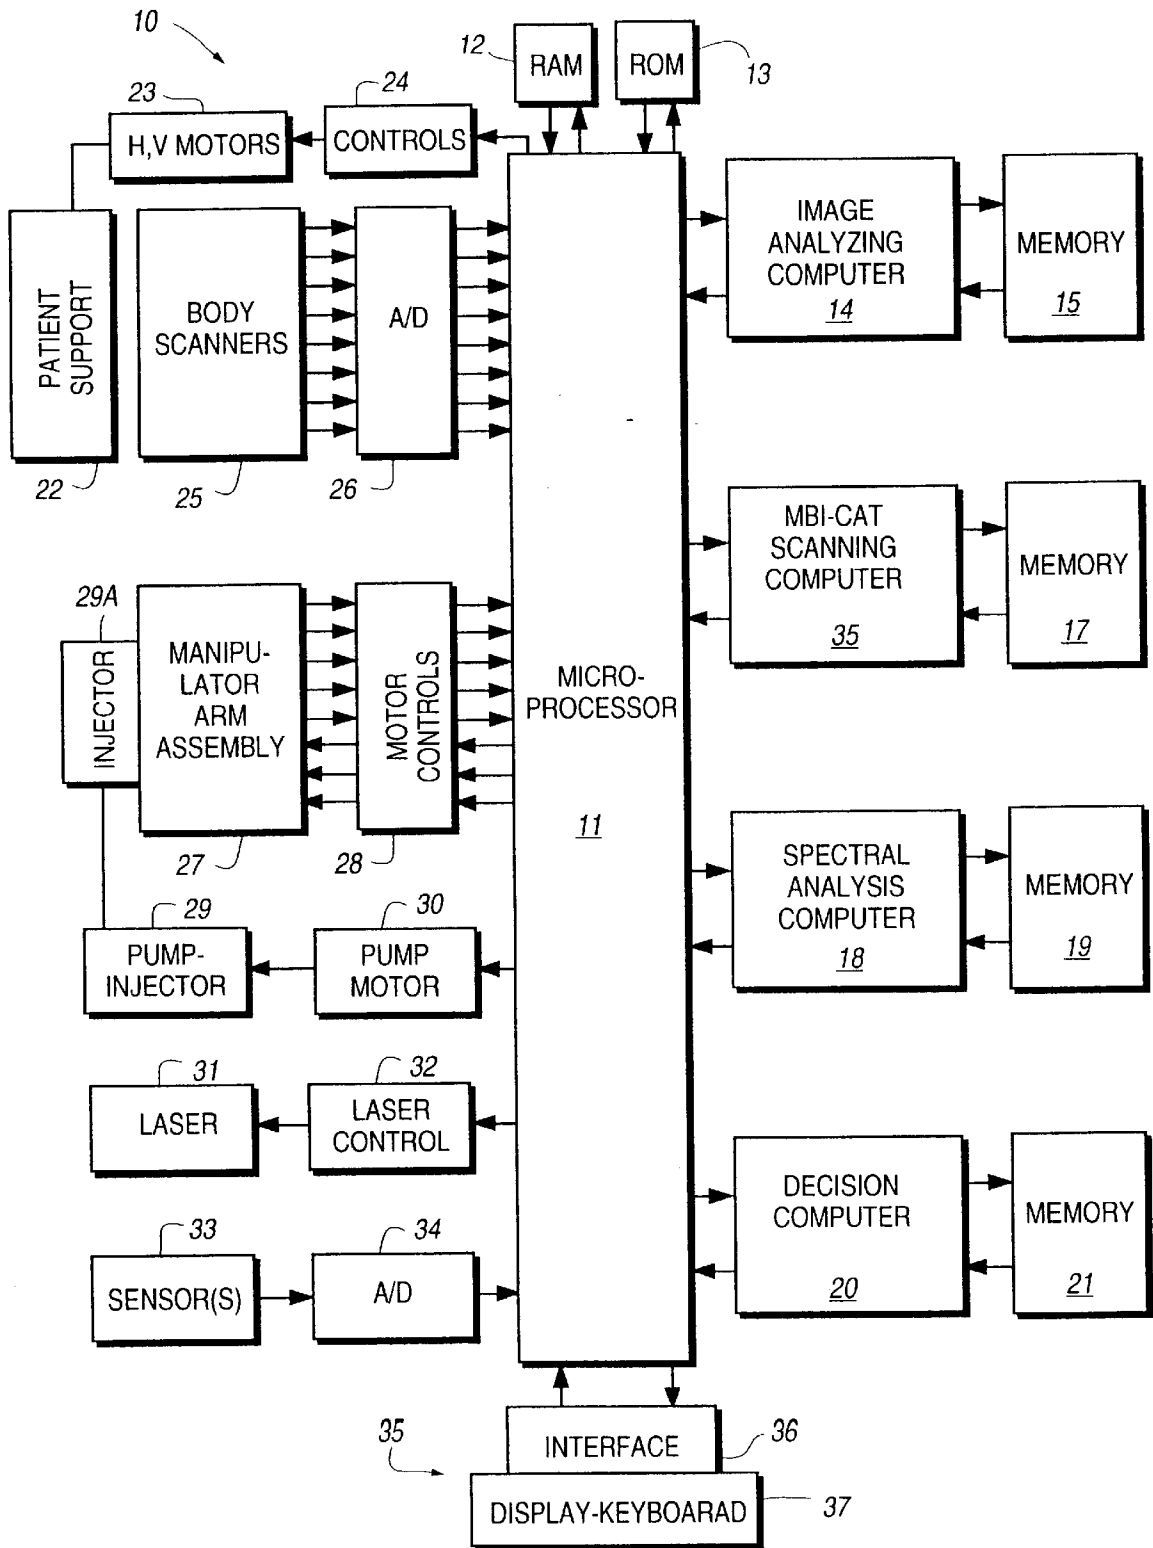 10
12
RAM
ROM
13
23
H,V MOTORS
24
CONTROLS
PATIENT
SUPPORT
22
BODY
SCANNERS
25
A/D
26
MICRO-
PROCESSOR
11
IMAGE
ANALYZING
COMPUTER
14
MEMORY
15
MBI-CAT
SCANNING
COMPUTER
35
MEMORY
17
29A
INJECTOR
MANIPU-
LATOR
ARM
ASSEMBLY
27
MOTOR
CONTROLS
28
SPECTRAL
ANALYSIS
COMPUTER
18
MEMORY
19
29
PUMP-
INJECTOR
30
PUMP
MOTOR
31
LASER
32
LASER
CONTROL
DECISION
COMPUTER
20
MEMORY
21
33
SENSOR(S)
34
A/D
35
INTERFACE
36
DISPLAY-KEYBOARAD
37